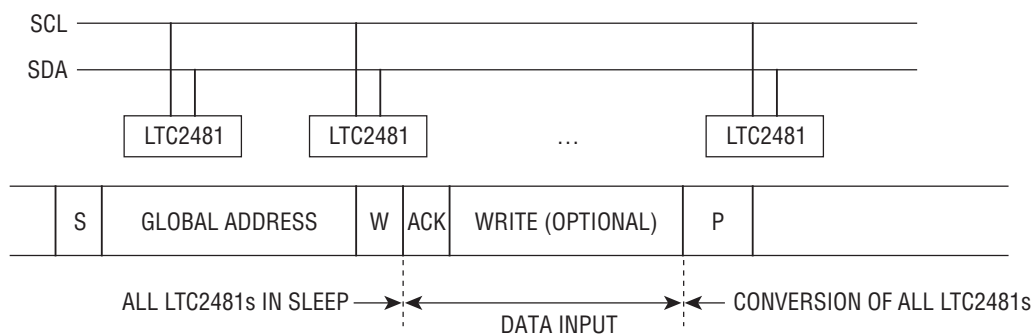 SCL
SDA
LTC2481 LTC2481 … LTC2481
S GLOBAL ADDRESS W ACK WRITE (OPTIONAL) P
ALL LTC2481s IN SLEEP CONVERSION OF ALL LTC2481s
DATA INPUT